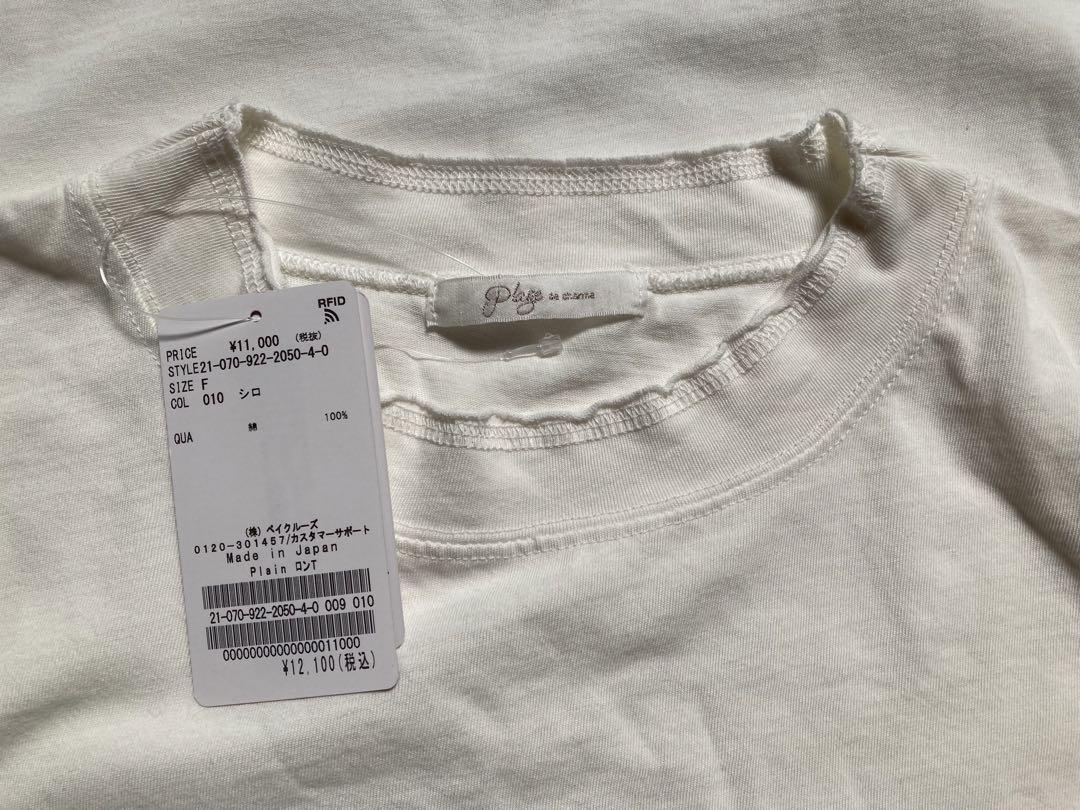 Plage de charme
RFID
PRICE ¥11,000 (税抜)
STYLE21-070-922-2050-4-0
SIZE F
COL 010 シロ
QUA 綿 100%
(株) ベイクルーズ
0120-301457/カスタマーサポート
Made in Japan
Plain ロンT
21-070-922-2050-4-0 009 010
00000000000000011000
¥12,100(税込)